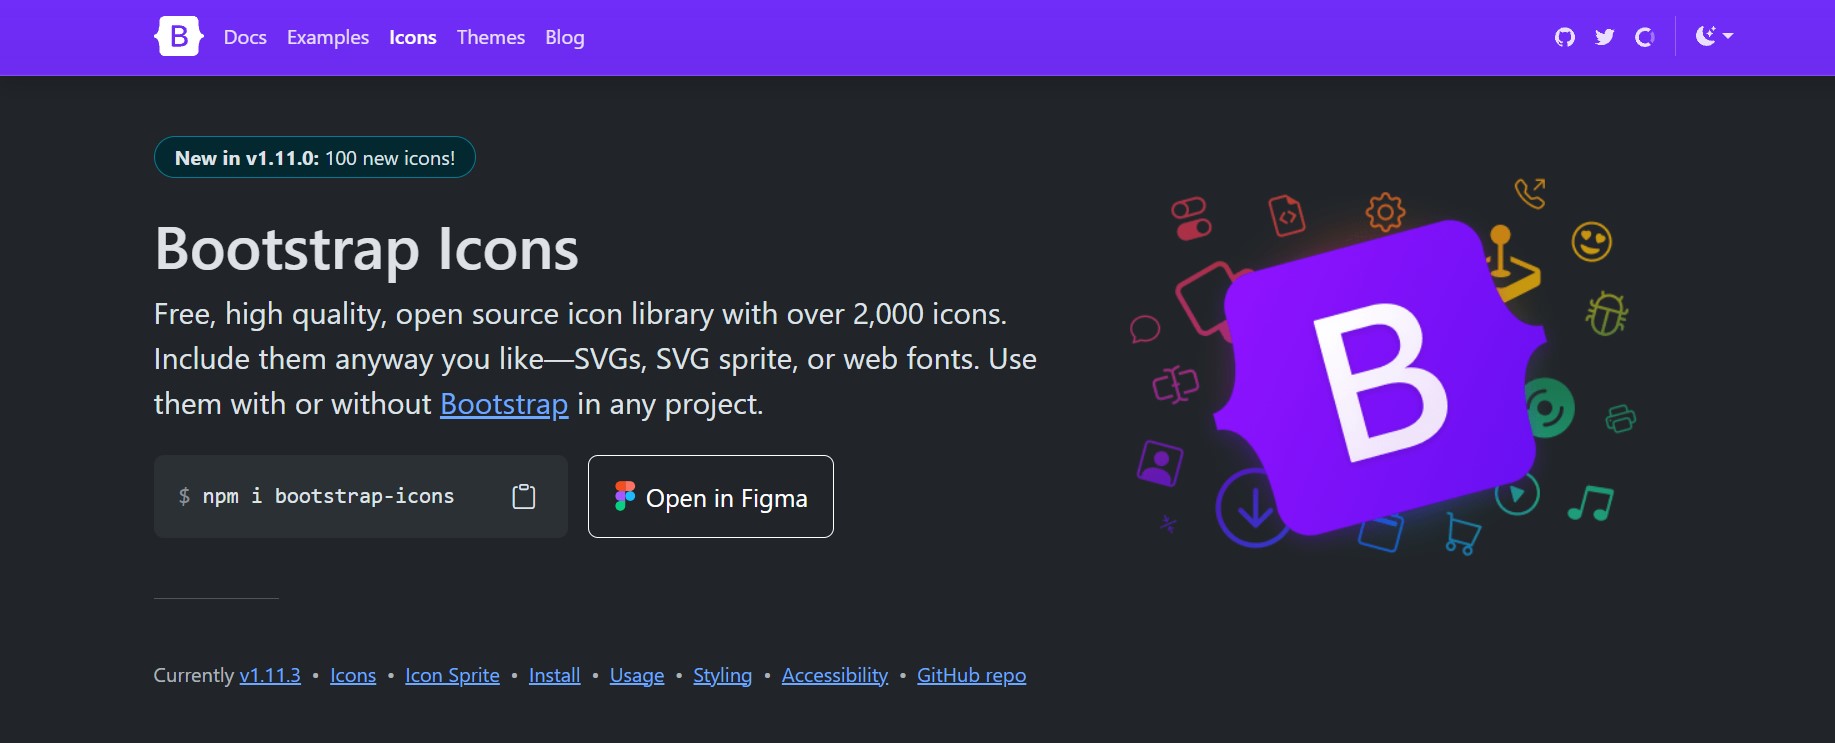 B Docs Examples Icons Themes Blog
New in v1.11.0: 100 new icons!
Bootstrap Icons
Free, high quality, open source icon library with over 2,000 icons.
Include them anyway you like—SVGs, SVG sprite, or web fonts. Use
them with or without Bootstrap in any project.
$ npm i bootstrap-icons
Open in Figma
B
Currently v1.11.3 • Icons • Icon Sprite • Install • Usage • Styling • Accessibility • GitHub repo